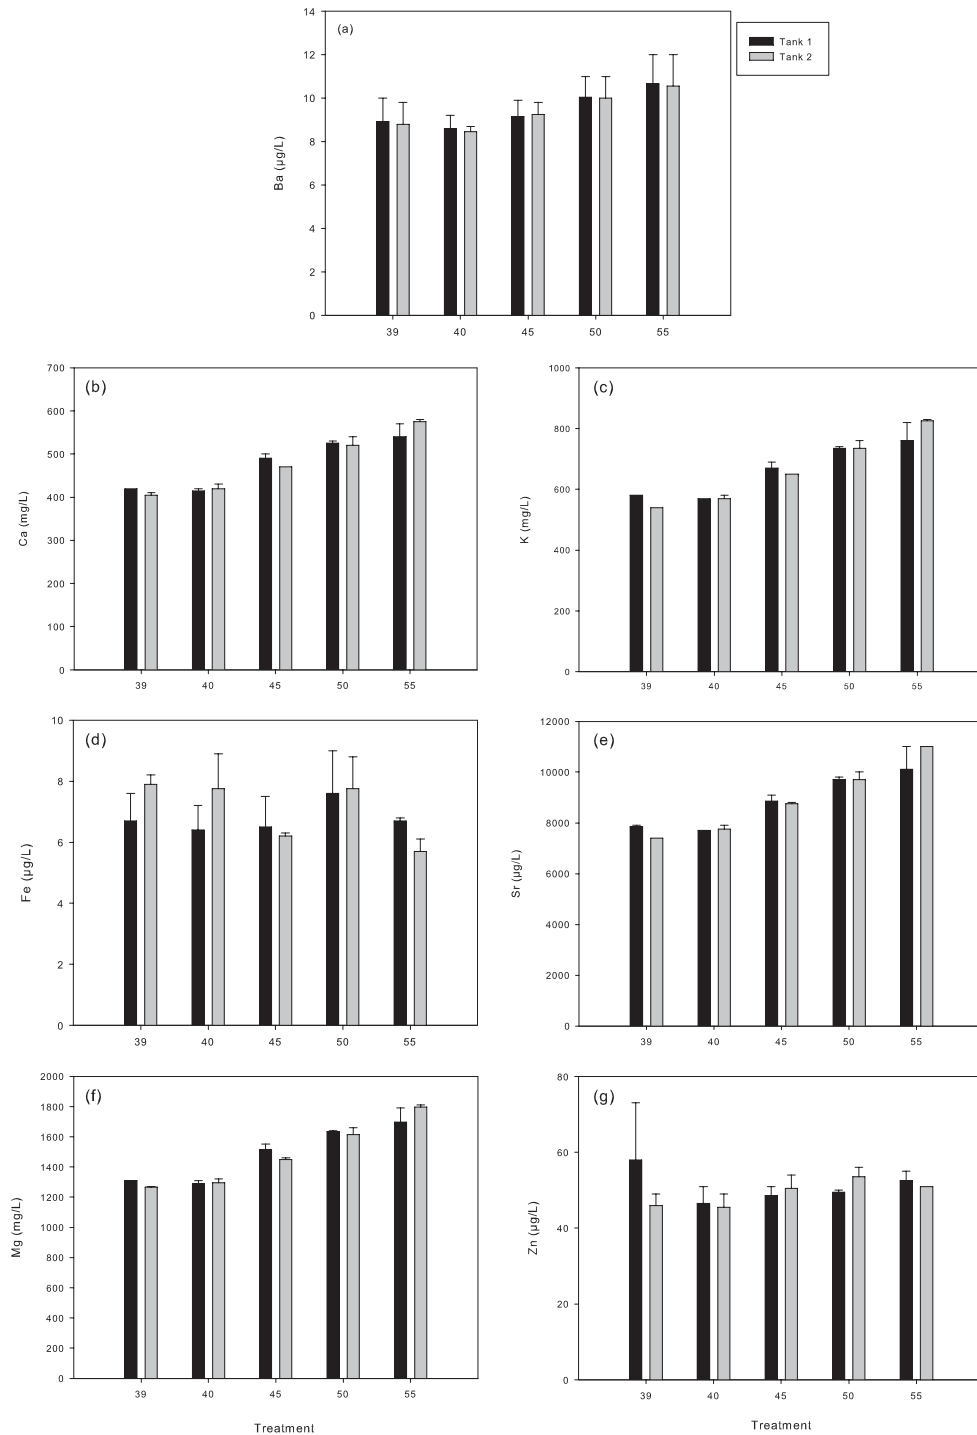 (a)
Tank 1
Tank 2
14
12
10
8
6
4
2
0
Ba (µg/L)
39 40 45 50 55
(b)
700
600
500
400
300
200
100
0
Ca (mg/L)
39 40 45 50 55
(c)
1000
800
600
400
200
0
K (mg/L)
39 40 45 50 55
(d)
10
8
6
4
2
0
Fe (µg/L)
39 40 45 50 55
(e)
12000
10000
8000
6000
4000
2000
0
Sr (µg/L)
39 40 45 50 55
(f)
2000
1800
1600
1400
1200
1000
800
600
400
200
0
Mg (mg/L)
39 40 45 50 55
Treatment
(g)
80
60
40
20
0
Zn (µg/L)
39 40 45 50 55
Treatment